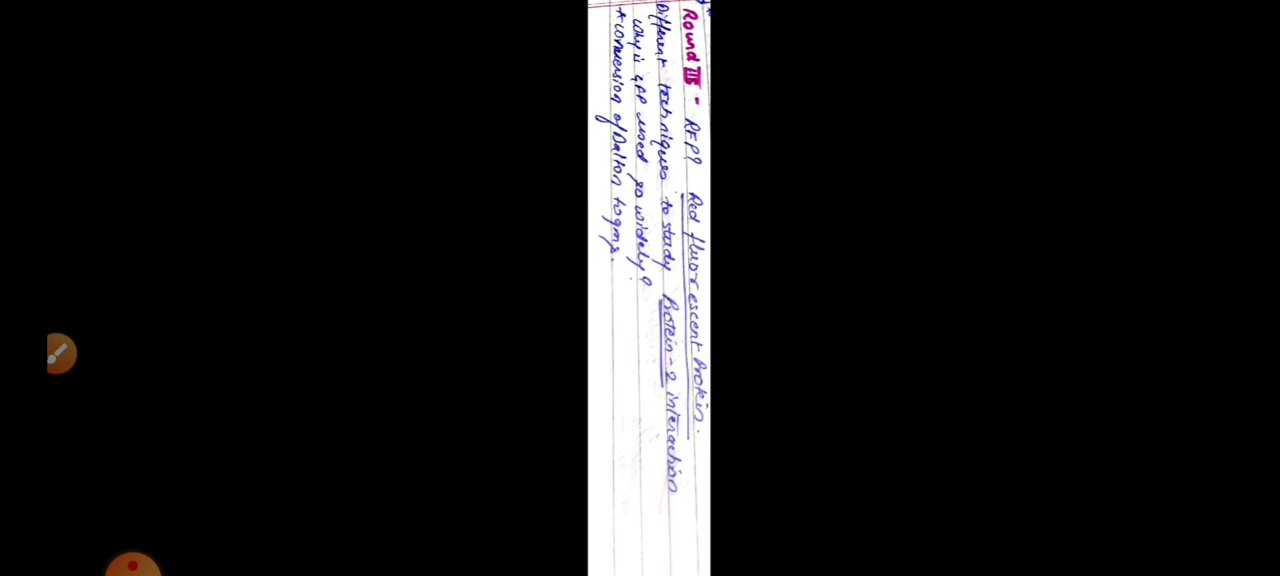 Round III - RFP? Red fluorescent Protein.
Different techniques to study Protein-2 interaction
Why is GFP used so widely?
* conversion of Dalton to gms.